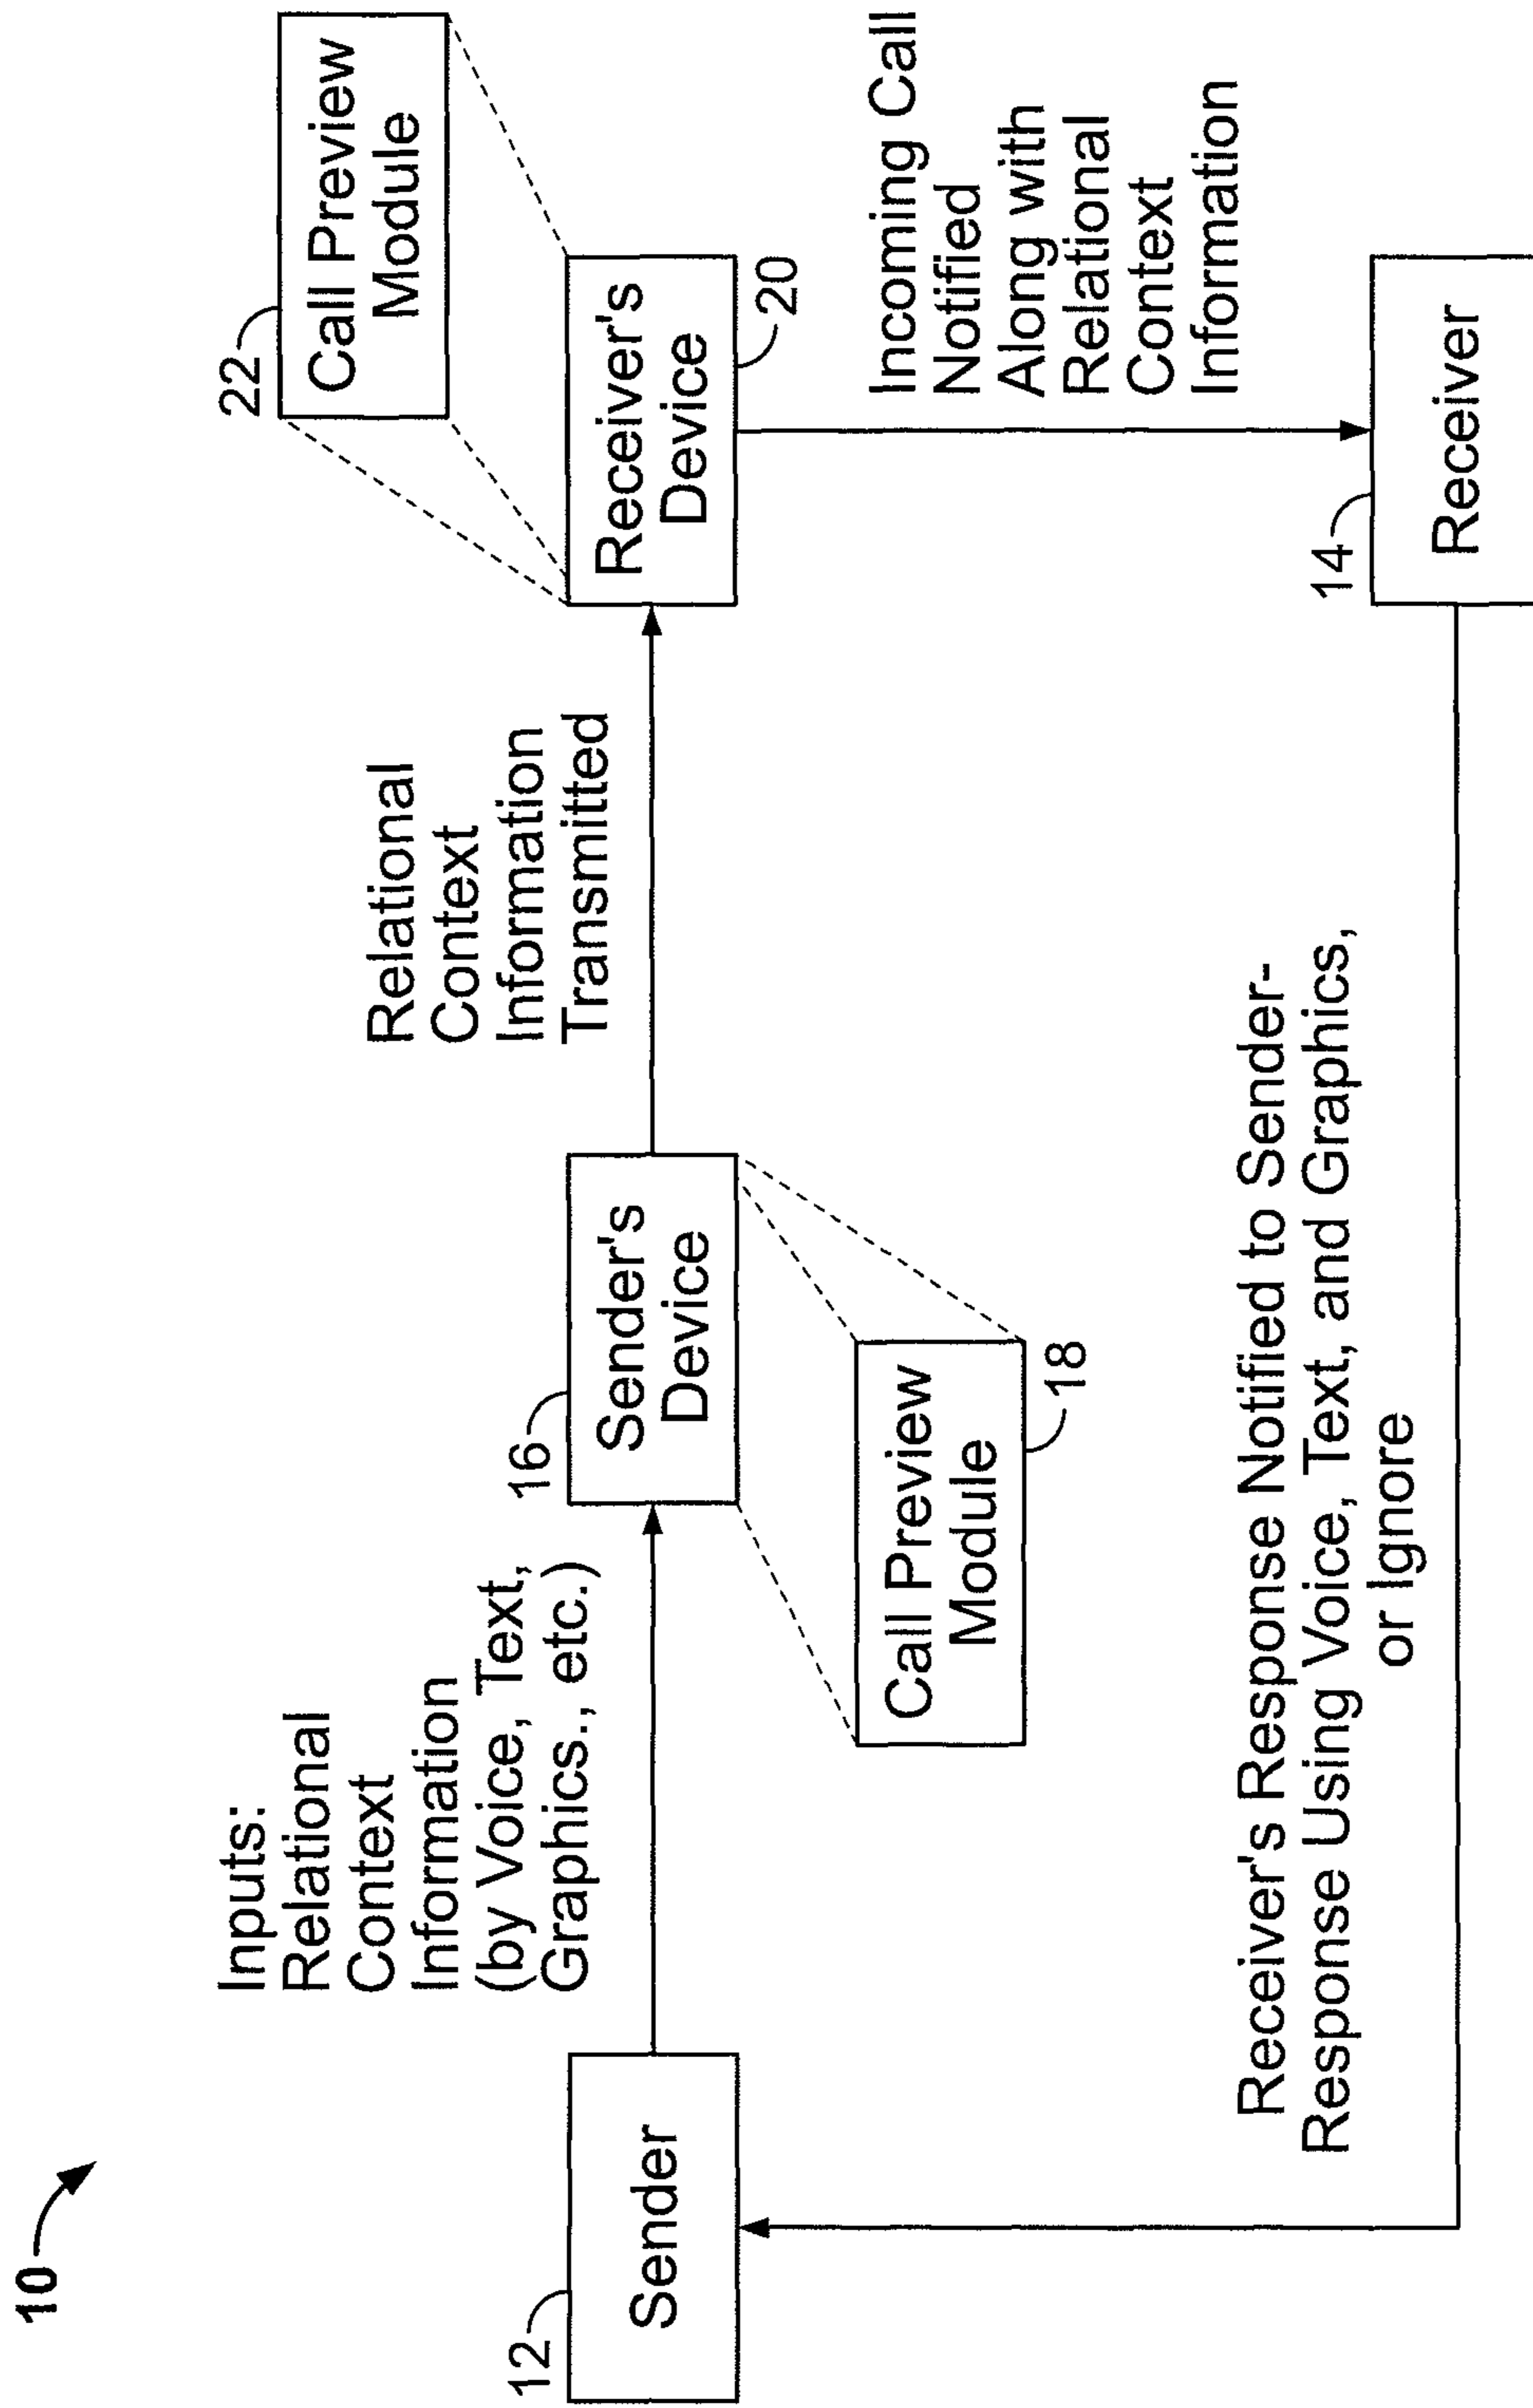 10
Inputs:
Relational
Context
Information
(by Voice, Text,
Graphics., etc.)
12
Sender
16
Sender's
Device
Call Preview
Module
18
Relational
Context
Information
Transmitted
22
Call Preview
Module
Receiver's
Device
20
Incoming Call
Notified
Along with
Relational
Context
Information
14
Receiver
Receiver's Response Notified to Sender-
Response Using Voice, Text, and Graphics,
or Ignore